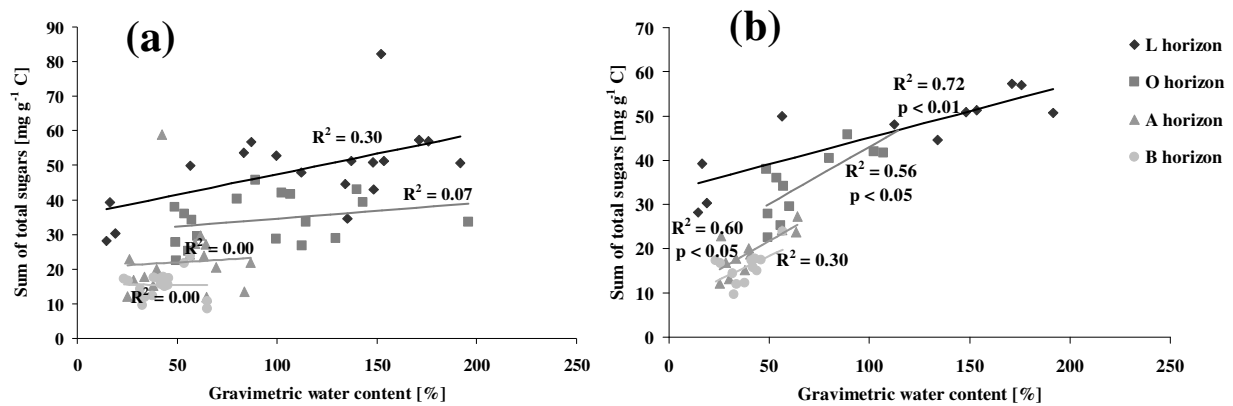 (a)
Sum of total sugars [mg g⁻¹ C]
90
80
70
60
50
40
30
20
10
0
R² = 0.30
R² = 0.07
R² = 0.00
R² = 0.00
0 50 100 150 200 250
Gravimetric water content [%]
(b)
Sum of total sugars [mg g⁻¹ C]
70
60
50
40
30
20
10
0
R² = 0.72
p < 0.01
R² = 0.56
p < 0.05
R² = 0.60
p < 0.05
R² = 0.30
0 50 100 150 200 250
Gravimetric water content [%]
L horizon
O horizon
A horizon
B horizon